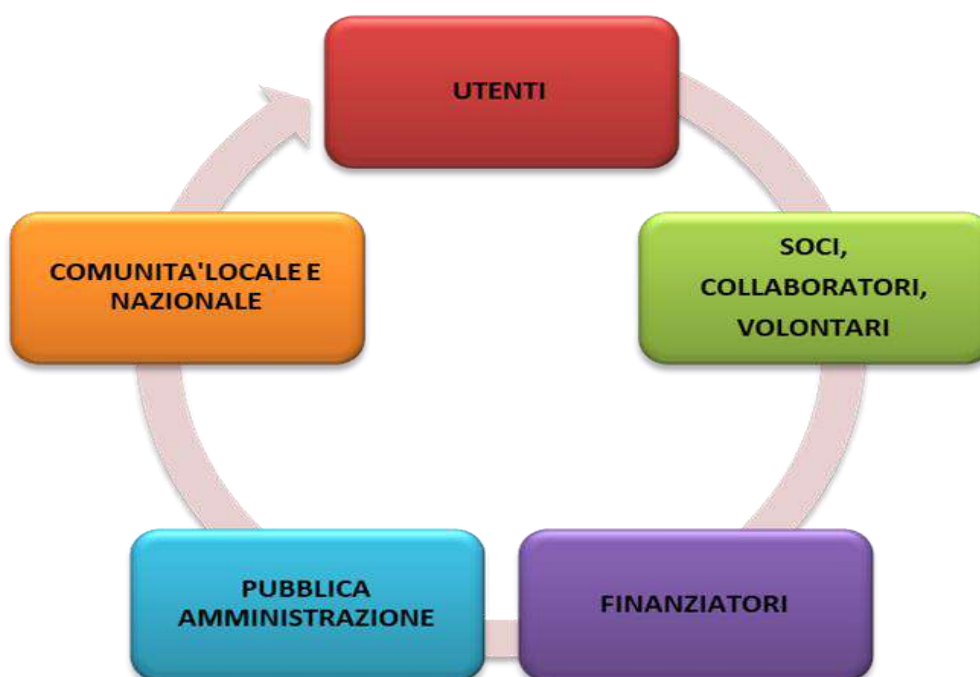 UTENTI
SOCI,
COLLABORATORI,
VOLONTARI
FINANZIATORI
PUBBLICA
AMMINISTRAZIONE
COMUNITA'LOCALE E
NAZIONALE